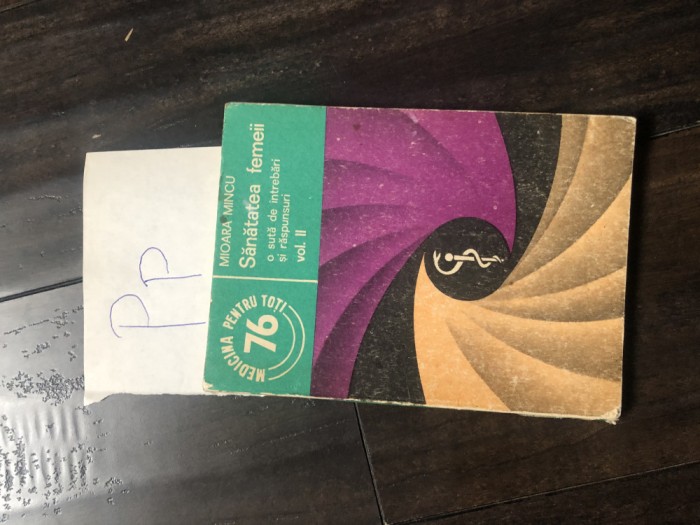 Pp
MIOARA MINCU
Sănătatea femeii
o sută de întrebări
și răspunsuri
vol. II
MEDICINA PENTRU TOȚI
76